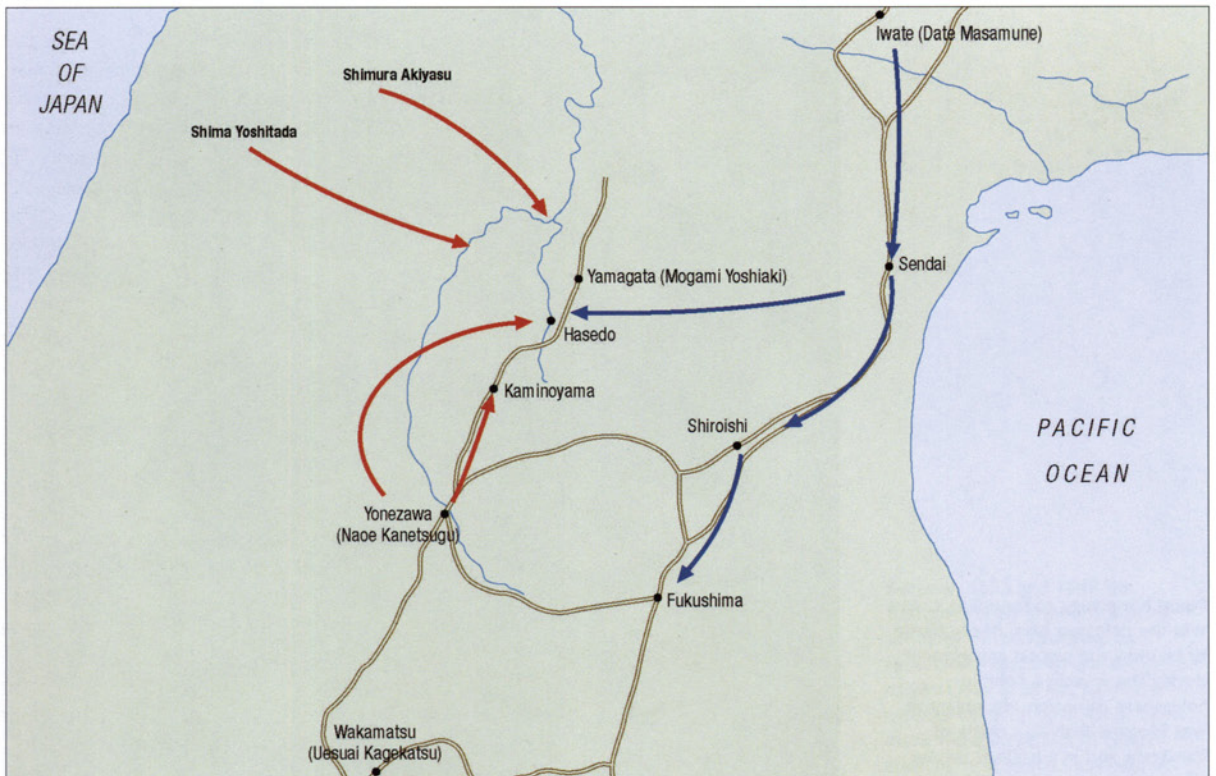 SEA
OF
JAPAN
Iwate (Date Masamune)
Shimura Akiyasu
Shima Yoshitada
Sendai
Yamagata (Mogami Yoshiaki)
Hasedo
Kaminoyama
Shiroishi
PACIFIC
OCEAN
Yonezawa
(Naoe Kanetsugu)
Fukushima
Wakamatsu
(Uesuai Kagekatsu)